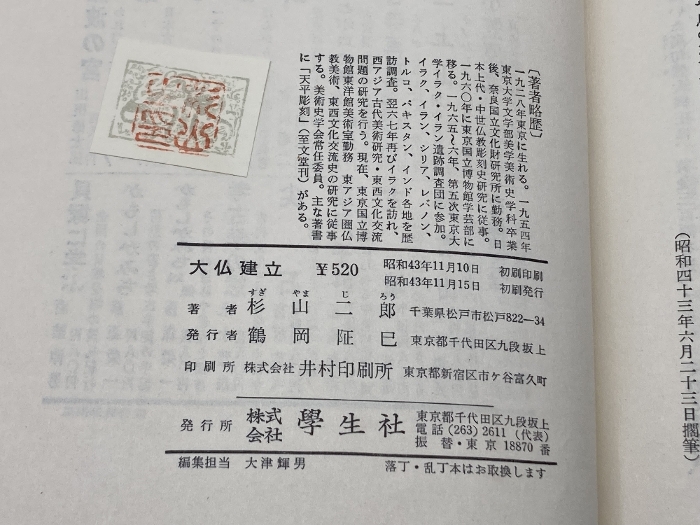 〔著者略歴〕
一九二八年東京に生れる。一九五四年
東京大学文学部美学美術史学科卒業
後、奈良国立文化財研究所に勤務。日
本上代・中世仏教彫刻史研究に従事。
一九六〇年に東京国立博物館学芸部に
移る。一九六五〜六年、第五次東京大
学イラク・イラン遺跡調査団に参加。
イラク、イラン、シリア、レバノン、
トルコ、パキスタン、インド各地を歴
訪調査。翌六七年再びイラクを訪れ、
西アジア古代美術研究・東西文化交流
問題の研究を行う。現在、東京国立博
物館東洋館美術室勤務 東アジア圏仏
教美術、東西文化交流史の研究に従事
する。美術史学会常任委員。主な著書
に「天平彫刻」(至文堂刊)がある。
大仏建立 ¥520 昭和43年11月10日 初刷印刷
昭和43年11月15日 初刷発行
著者 杉山二郎 千葉県松戸市松戸822—34
すぎ やま じ ろう
発行者 鶴岡阷巳 東京都千代田区九段坂上
印刷所 株式会社 井村印刷所 東京都新宿区市ケ谷富久町
発行所 株式会社 學生社 東京都千代田区九段坂上
電話(263)2611(代表)
振替・東京18870番
編集担当 大津輝男 落丁・乱丁本はお取換します
(昭和四十三年六月二十三日擱筆)